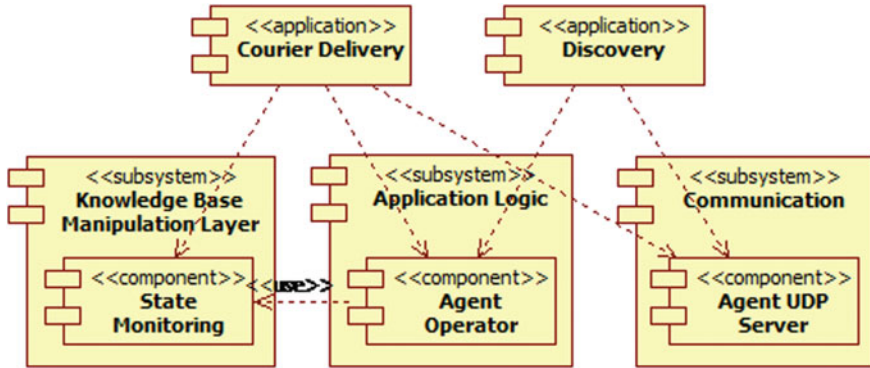 <<application>>
Courier Delivery
<<application>>
Discovery
<<subsystem>>
Knowledge Base
Manipulation Layer
<<component>>
State
Monitoring
<<use>>
<<subsystem>>
Application Logic
<<component>>
Agent
Operator
<<subsystem>>
Communication
<<component>>
Agent UDP
Server